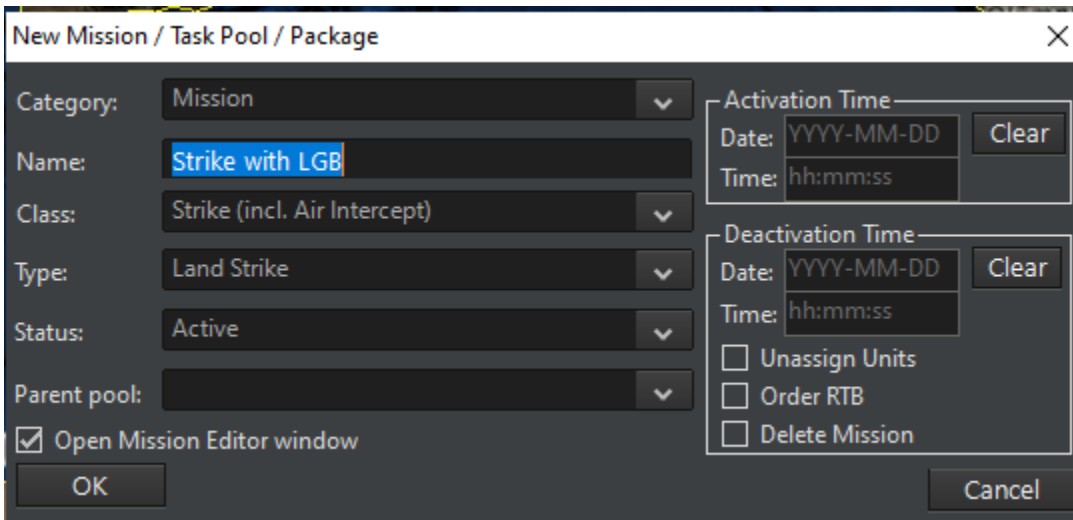 New Mission / Task Pool / Package
Category: Mission
Name: Strike with LGB
Class: Strike (incl. Air Intercept)
Type: Land Strike
Status: Active
Parent pool:
Open Mission Editor window
OK
Activation Time
Date: YYYY-MM-DD Clear
Time: hh:mm:ss
Deactivation Time
Date: YYYY-MM-DD Clear
Time: hh:mm:ss
Unassign Units
Order RTB
Delete Mission
Cancel